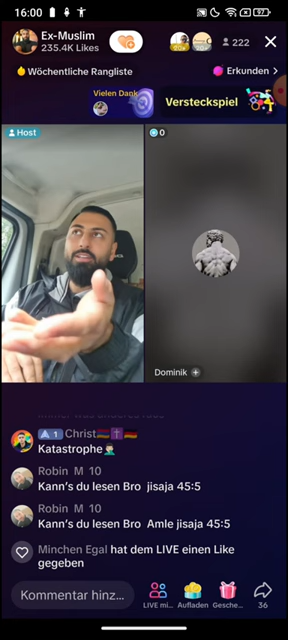 16:00
97
Ex-Muslim
235.4K Likes
222
Wöchentliche Rangliste
Erkunden
Vielen Dank
Versteckspiel
Host
0
Dominik
A 1 Christ
Katastrophe
Robin M 10
Kann's du lesen Bro jisaja 45:5
Robin M 10
Kann's du lesen Bro Amle jisaja 45:5
Minchen Egal hat dem LIVE einen Like
gegeben
Kommentar hinz...
LIVE mi...
Aufladen
Gesche...
36